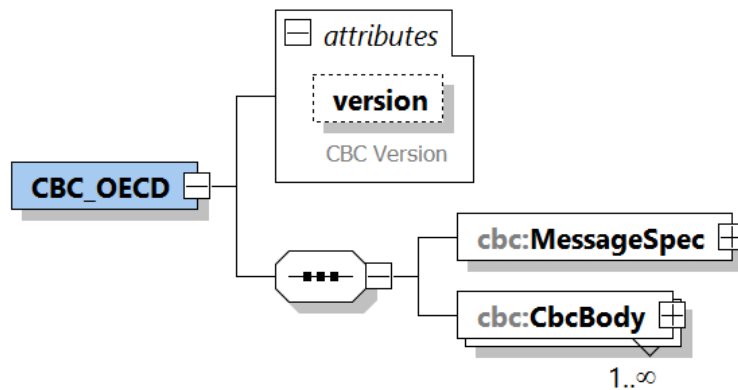 attributes
version
CBC Version
CBC_OECD
cbc:MessageSpec
cbc:CbcBody
1..∞